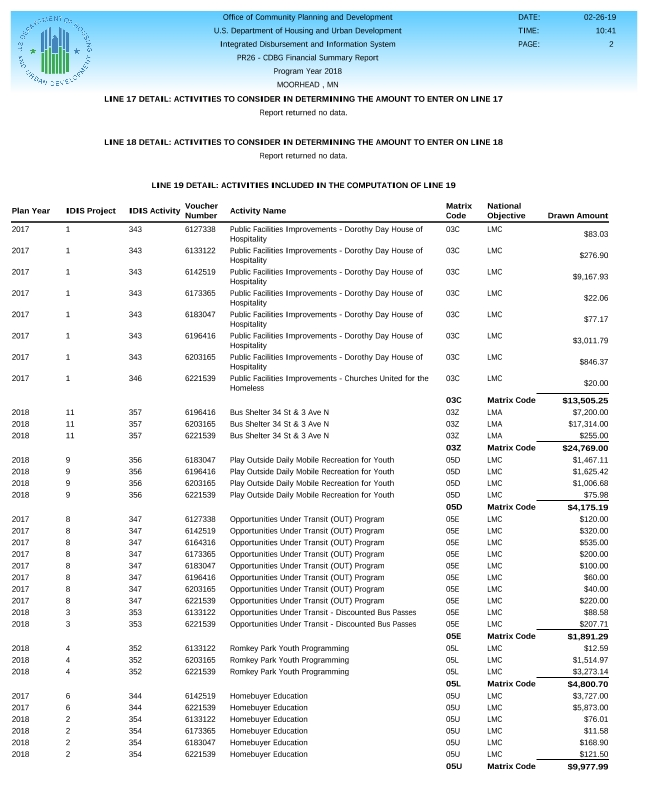 U.S. DEPARTMENT OF HOUSING AND URBAN DEVELOPMENT
Office of Community Planning and Development DATE: 02-26-19
U.S. Department of Housing and Urban Development TIME: 10:41
Integrated Disbursement and Information System PAGE: 2
PR26 - CDBG Financial Summary Report
Program Year 2018
MOORHEAD , MN
LINE 17 DETAIL: ACTIVITIES TO CONSIDER IN DETERMINING THE AMOUNT TO ENTER ON LINE 17
Report returned no data.
LINE 18 DETAIL: ACTIVITIES TO CONSIDER IN DETERMINING THE AMOUNT TO ENTER ON LINE 18
Report returned no data.
LINE 19 DETAIL: ACTIVITIES INCLUDED IN THE COMPUTATION OF LINE 19
Plan Year IDIS Project IDIS Activity Voucher Number Activity Name Matrix Code National Objective Drawn Amount
2017 1 343 6127338 Public Facilities Improvements - Dorothy Day House of Hospitality 03C LMC $83.03
2017 1 343 6133122 Public Facilities Improvements - Dorothy Day House of Hospitality 03C LMC $276.90
2017 1 343 6142519 Public Facilities Improvements - Dorothy Day House of Hospitality 03C LMC $9,167.93
2017 1 343 6173365 Public Facilities Improvements - Dorothy Day House of Hospitality 03C LMC $22.06
2017 1 343 6183047 Public Facilities Improvements - Dorothy Day House of Hospitality 03C LMC $77.17
2017 1 343 6196416 Public Facilities Improvements - Dorothy Day House of Hospitality 03C LMC $3,011.79
2017 1 343 6203165 Public Facilities Improvements - Dorothy Day House of Hospitality 03C LMC $846.37
2017 1 346 6221539 Public Facilities Improvements - Churches United for the Homeless 03C LMC $20.00
03C Matrix Code $13,505.25
2018 11 357 6196416 Bus Shelter 34 St & 3 Ave N 03Z LMA $7,200.00
2018 11 357 6203165 Bus Shelter 34 St & 3 Ave N 03Z LMA $17,314.00
2018 11 357 6221539 Bus Shelter 34 St & 3 Ave N 03Z LMA $255.00
03Z Matrix Code $24,769.00
2018 9 356 6183047 Play Outside Daily Mobile Recreation for Youth 05D LMC $1,467.11
2018 9 356 6196416 Play Outside Daily Mobile Recreation for Youth 05D LMC $1,625.42
2018 9 356 6203165 Play Outside Daily Mobile Recreation for Youth 05D LMC $1,006.68
2018 9 356 6221539 Play Outside Daily Mobile Recreation for Youth 05D LMC $75.98
05D Matrix Code $4,175.19
2017 8 347 6127338 Opportunities Under Transit (OUT) Program 05E LMC $120.00
2017 8 347 6142519 Opportunities Under Transit (OUT) Program 05E LMC $320.00
2017 8 347 6164316 Opportunities Under Transit (OUT) Program 05E LMC $535.00
2017 8 347 6173365 Opportunities Under Transit (OUT) Program 05E LMC $200.00
2017 8 347 6183047 Opportunities Under Transit (OUT) Program 05E LMC $100.00
2017 8 347 6196416 Opportunities Under Transit (OUT) Program 05E LMC $60.00
2017 8 347 6203165 Opportunities Under Transit (OUT) Program 05E LMC $40.00
2017 8 347 6221539 Opportunities Under Transit (OUT) Program 05E LMC $220.00
2018 3 353 6133122 Opportunities Under Transit - Discounted Bus Passes 05E LMC $88.58
2018 3 353 6221539 Opportunities Under Transit - Discounted Bus Passes 05E LMC $207.71
05E Matrix Code $1,891.29
2018 4 352 6133122 Romkey Park Youth Programming 05L LMC $12.59
2018 4 352 6203165 Romkey Park Youth Programming 05L LMC $1,514.97
2018 4 352 6221539 Romkey Park Youth Programming 05L LMC $3,273.14
05L Matrix Code $4,800.70
2017 6 344 6142519 Homebuyer Education 05U LMC $3,727.00
2017 6 344 6221539 Homebuyer Education 05U LMC $5,873.00
2018 2 354 6133122 Homebuyer Education 05U LMC $76.01
2018 2 354 6173365 Homebuyer Education 05U LMC $11.58
2018 2 354 6183047 Homebuyer Education 05U LMC $168.90
2018 2 354 6221539 Homebuyer Education 05U LMC $121.50
05U Matrix Code $9,977.99